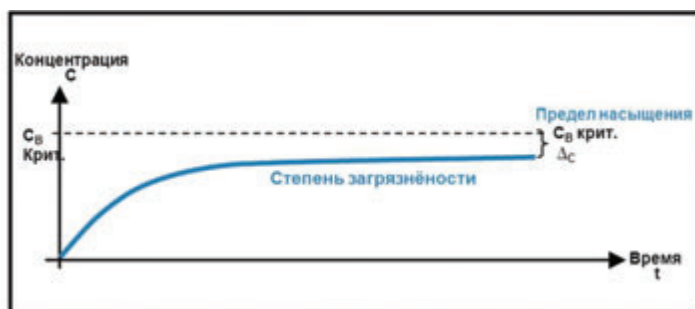 Концентрация
C
Предел насыщения
C_B
Крит.
C_B крит.
Δ_C
Степень загрязнёности
Время
t